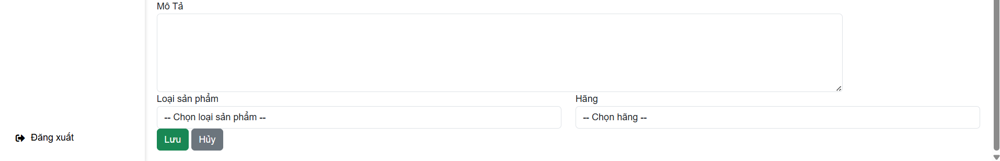 Mô Tả
Loại sản phẩm
Hãng
-- Chọn loại sản phẩm --
-- Chọn hãng --
Đăng xuất
Lưu
Hủy